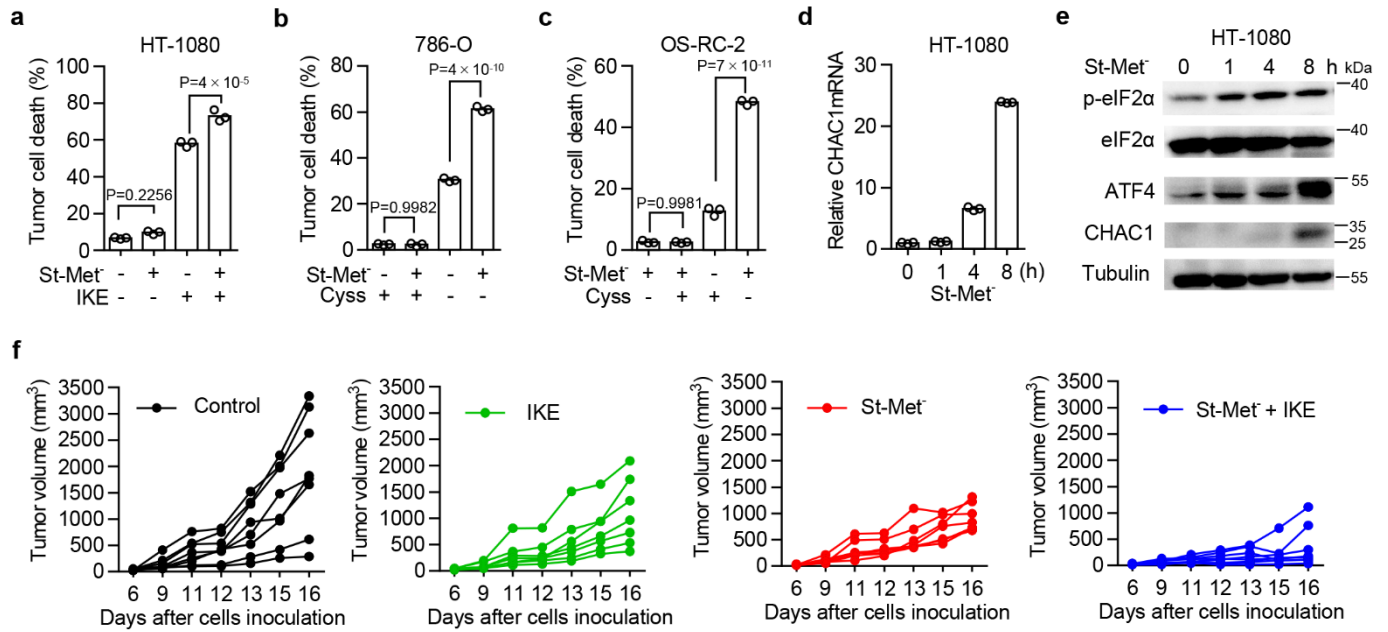 a
HT-1080
Tumor cell death (%)
100
80
60
40
20
0
P=0.2256
P=4×10⁻⁵
St-Met⁻ - + - +
IKE - - + +
b
786-O
Tumor cell death (%)
80
60
40
20
0
P=0.9982
P=4×10⁻¹⁰
St-Met⁻ - + - +
Cyss + + - -
c
OS-RC-2
Tumor cell death (%)
60
40
20
0
P=0.9981
P=7×10⁻¹¹
St-Met⁻ + + - +
Cyss - + + -
d
HT-1080
Relative CHAC1mRNA
30
20
10
0
0 1 4 8 (h)
St-Met⁻
e
HT-1080
St-Met⁻ 0 1 4 8 h kDa
p-eIF2α 40
eIF2α 40
ATF4 55
CHAC1 35
25
Tubulin 55
f
Tumor volume (mm³)
3500
3000
2500
2000
1500
1000
500
0
Control
6 9 11 12 13 15 16
Days after cells inoculation
Tumor volume (mm³)
3500
3000
2500
2000
1500
1000
500
0
IKE
6 9 11 12 13 15 16
Days after cells inoculation
Tumor volume (mm³)
3500
3000
2500
2000
1500
1000
500
0
St-Met⁻
6 9 11 12 13 15 16
Days after cells inoculation
Tumor volume (mm³)
3500
3000
2500
2000
1500
1000
500
0
St-Met⁻ + IKE
6 9 11 12 13 15 16
Days after cells inoculation